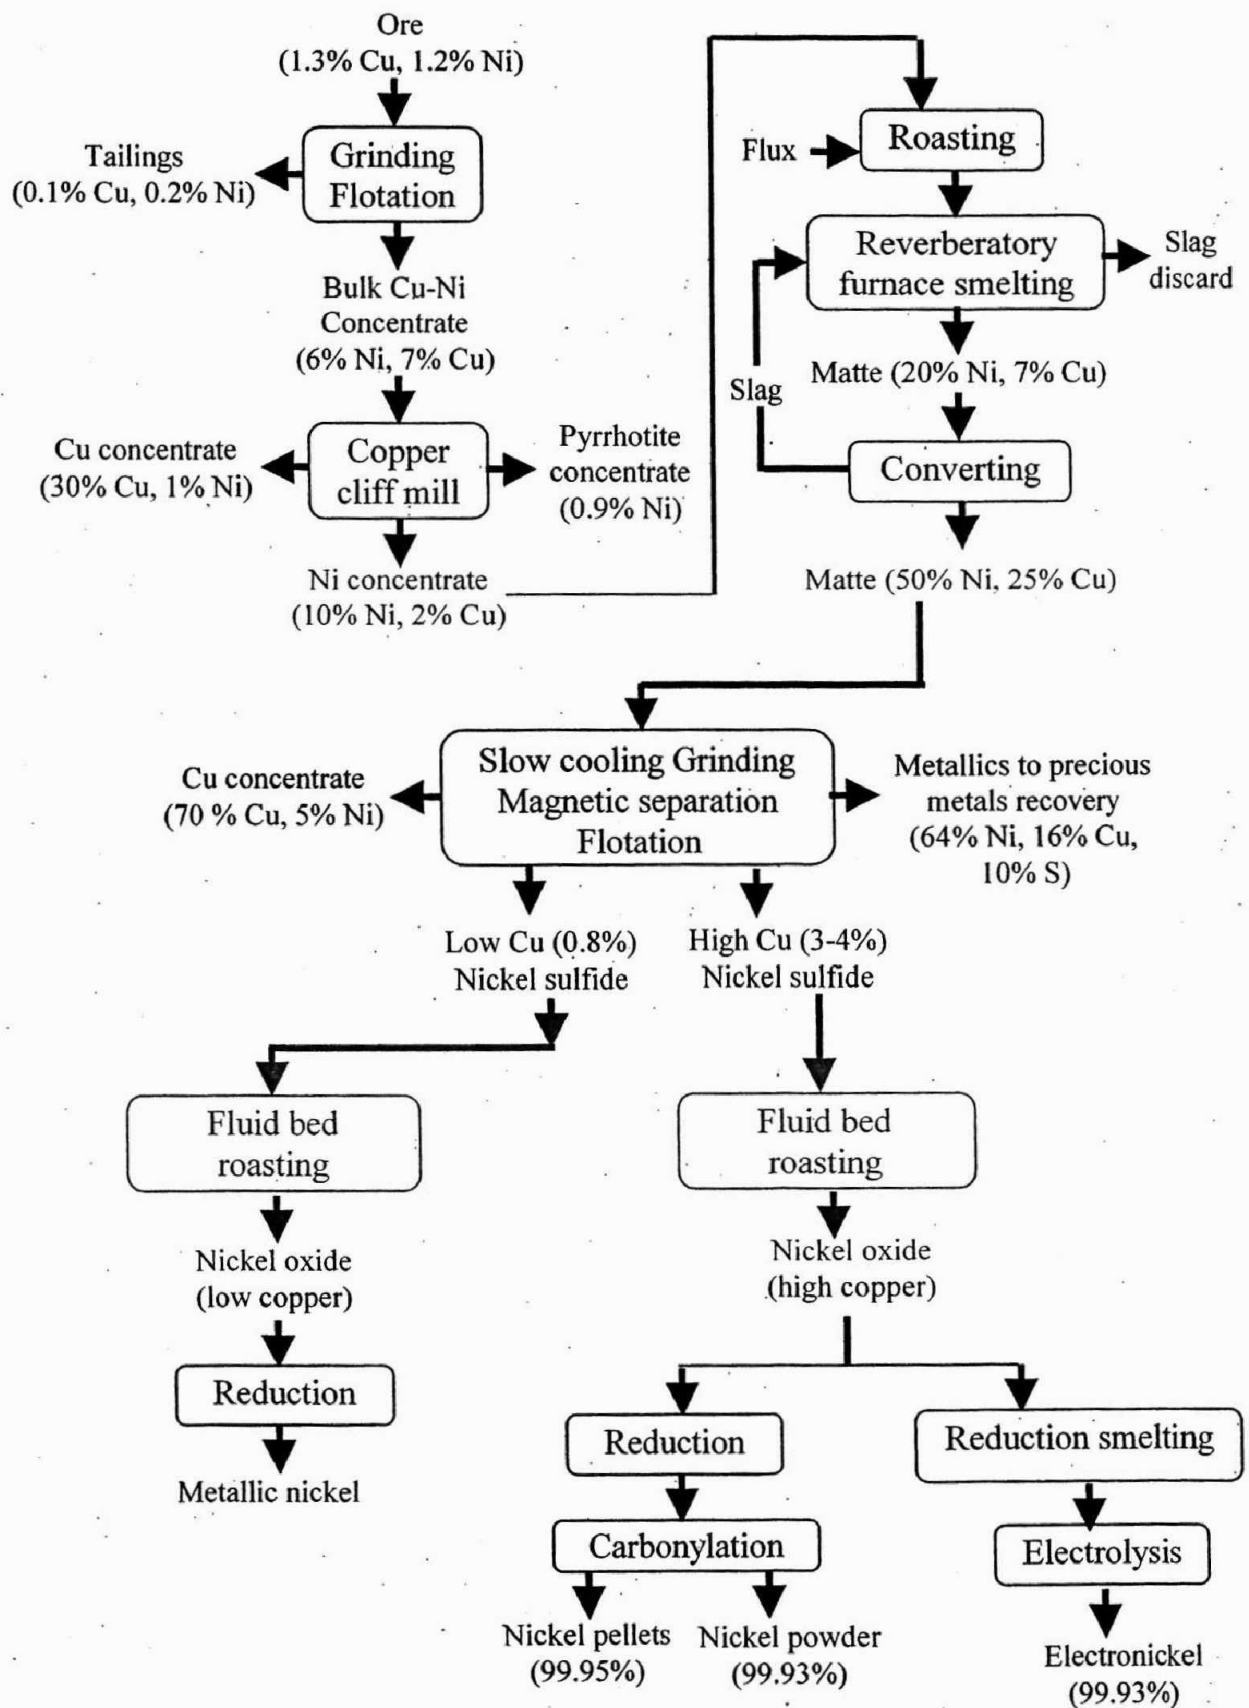 Ore
(1.3% Cu, 1.2% Ni)
Tailings
(0.1% Cu, 0.2% Ni)
Grinding
Flotation
Bulk Cu-Ni
Concentrate
(6% Ni, 7% Cu)
Cu concentrate
(30% Cu, 1% Ni)
Copper
cliff mill
Pyrrhotite
concentrate
(0.9% Ni)
Ni concentrate
(10% Ni, 2% Cu)
Flux
Roasting
Reverberatory
furnace smelting
Slag
discard
Matte (20% Ni, 7% Cu)
Slag
Converting
Matte (50% Ni, 25% Cu)
Slow cooling Grinding
Magnetic separation
Flotation
Cu concentrate
(70 % Cu, 5% Ni)
Metallics to precious
metals recovery
(64% Ni, 16% Cu,
10% S)
Low Cu (0.8%)
Nickel sulfide
High Cu (3-4%)
Nickel sulfide
Fluid bed
roasting
Fluid bed
roasting
Nickel oxide
(low copper)
Nickel oxide
(high copper)
Reduction
Metallic nickel
Reduction
Reduction smelting
Carbonylation
Electrolysis
Nickel pellets
(99.95%)
Nickel powder
(99.93%)
Electronickel
(99.93%)